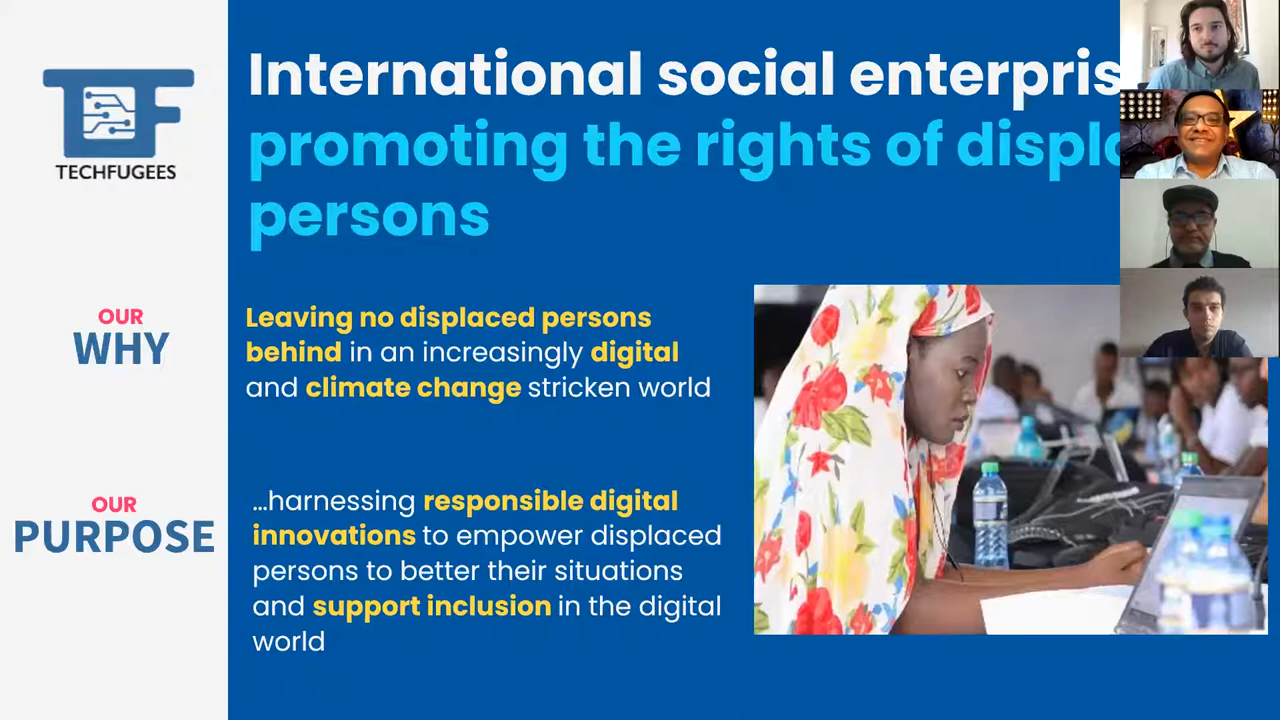 TECHFUGEES
International social enterpris
promoting the rights of displ
persons
OUR
WHY
Leaving no displaced persons
behind in an increasingly digital
and climate change stricken world
OUR
PURPOSE
...harnessing responsible digital
innovations to empower displaced
persons to better their situations
and support inclusion in the digital
world